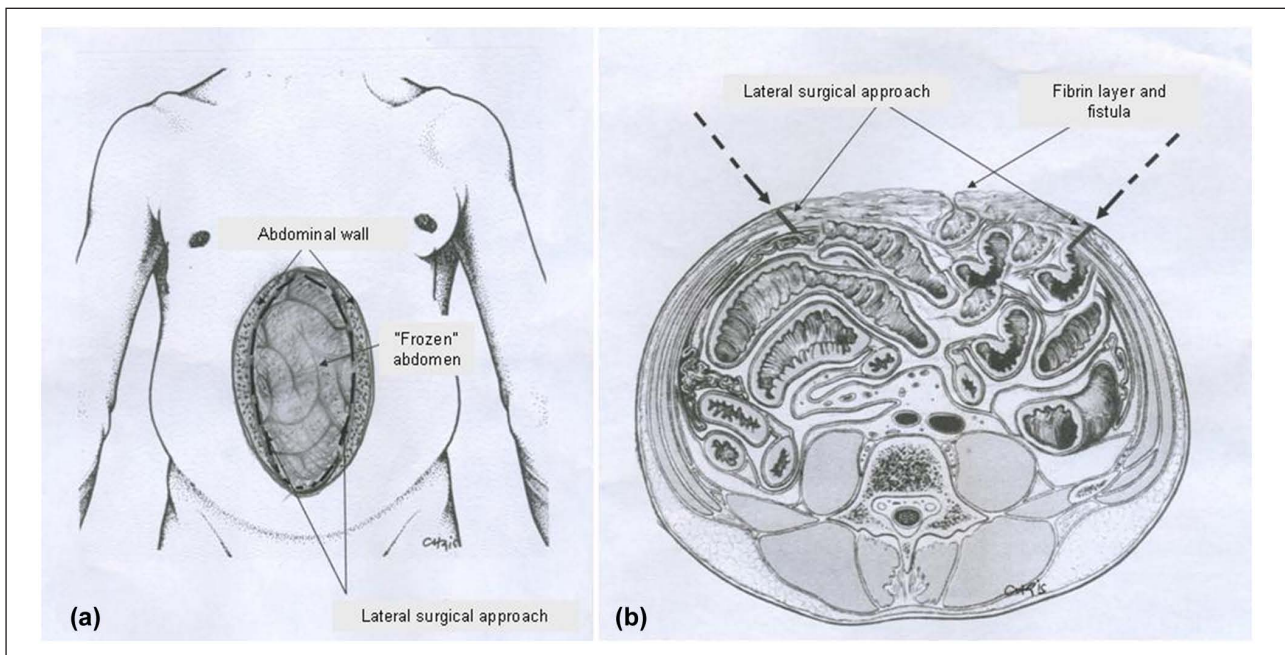 Abdominal wall
"Frozen"
abdomen
Lateral surgical approach
(a)
Lateral surgical approach
Fibrin layer and
fistula
(b)